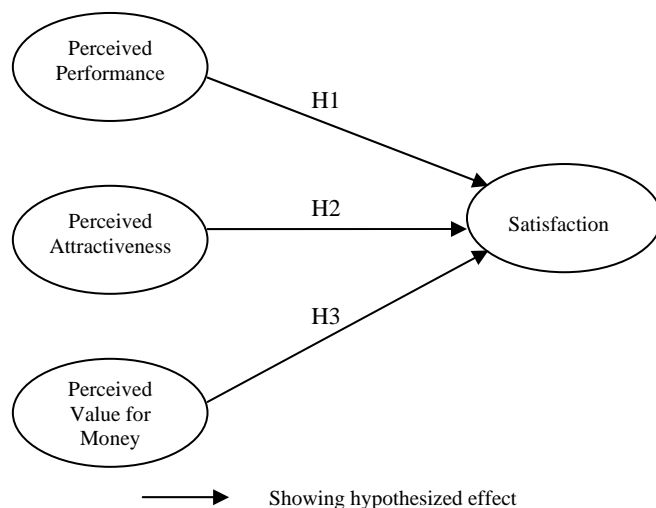 Perceived
Performance
H1
Perceived
Attractiveness
H2
Satisfaction
H3
Perceived
Value for
Money
Showing hypothesized effect